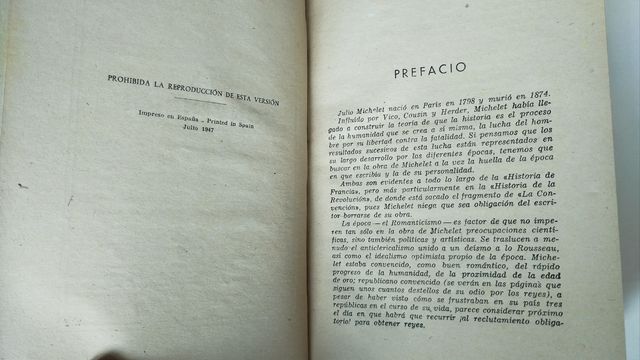 PROHIBIDA LA REPRODUCCIÓN DE ESTA VERSIÓN
Impreso en España - Printed in Spain
Julio 1947
PREFACIO
Julio Michelet nació en París en 1798 y murió en 1874.
Influído por Vico, Cousin y Herder, Michelet había lle-
gado a construir la teoría de que la historia es el proceso
de la humanidad que se crea a sí misma, la lucha del hom-
bre por su libertad contra la fatalidad. Si pensamos que los
resultados sucesivos de esta lucha están representados en
su largo desarrollo por las diferentes épocas, tenemos que
buscar en la obra de Michelet a la vez la huella de la época
en que escribía y la de su personalidad.
Ambas son evidentes a todo lo largo de la «Historia de
Francia», pero más particularmente en la «Historia de la
Revolución», de donde está sacado el fragmento de «La Con-
vención», pues Michelet niega que sea obligación del escri-
tor borrarse de su obra.
La época — el Romanticismo — es factor de que no impe-
ren tan sólo en la obra de Michelet preocupaciones cientí-
ficas, sino también políticas y artísticas. Se traslucen a me-
nudo el anticlericalismo unido a un deísmo a lo Rousseau,
así como el idealismo optimista propio de la época. Miche-
let estaba convencido, como buen romántico, del rápido
progreso de la humanidad, de la proximidad de la edad
de oro; republicano convencido (se verán en las páginas que
siguen unos cuantos destellos de su odio por los reyes), a
pesar de haber visto cómo se frustraban en su país tres
repúblicas en el curso de su vida, parece considerar próximo
el día en que habrá que recurrir ¡al reclutamiento obliga-
torio! para obtener reyes.